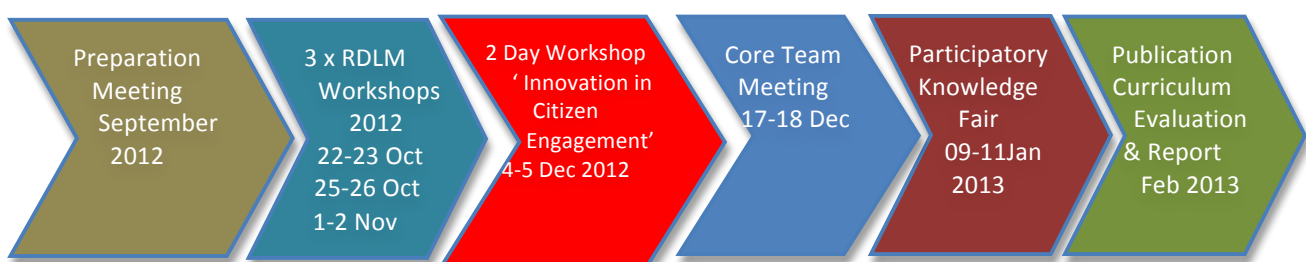 Preparation
Meeting
September
2012
3 x RDLM
Workshops
2012
22-23 Oct
25-26 Oct
1-2 Nov
2 Day Workshop
‘ Innovation in
Citizen
Engagement’
4-5 Dec 2012
Core Team
Meeting
17-18 Dec
Participatory
Knowledge
Fair
09-11Jan
2013
Publication
Curriculum
Evaluation
& Report
Feb 2013